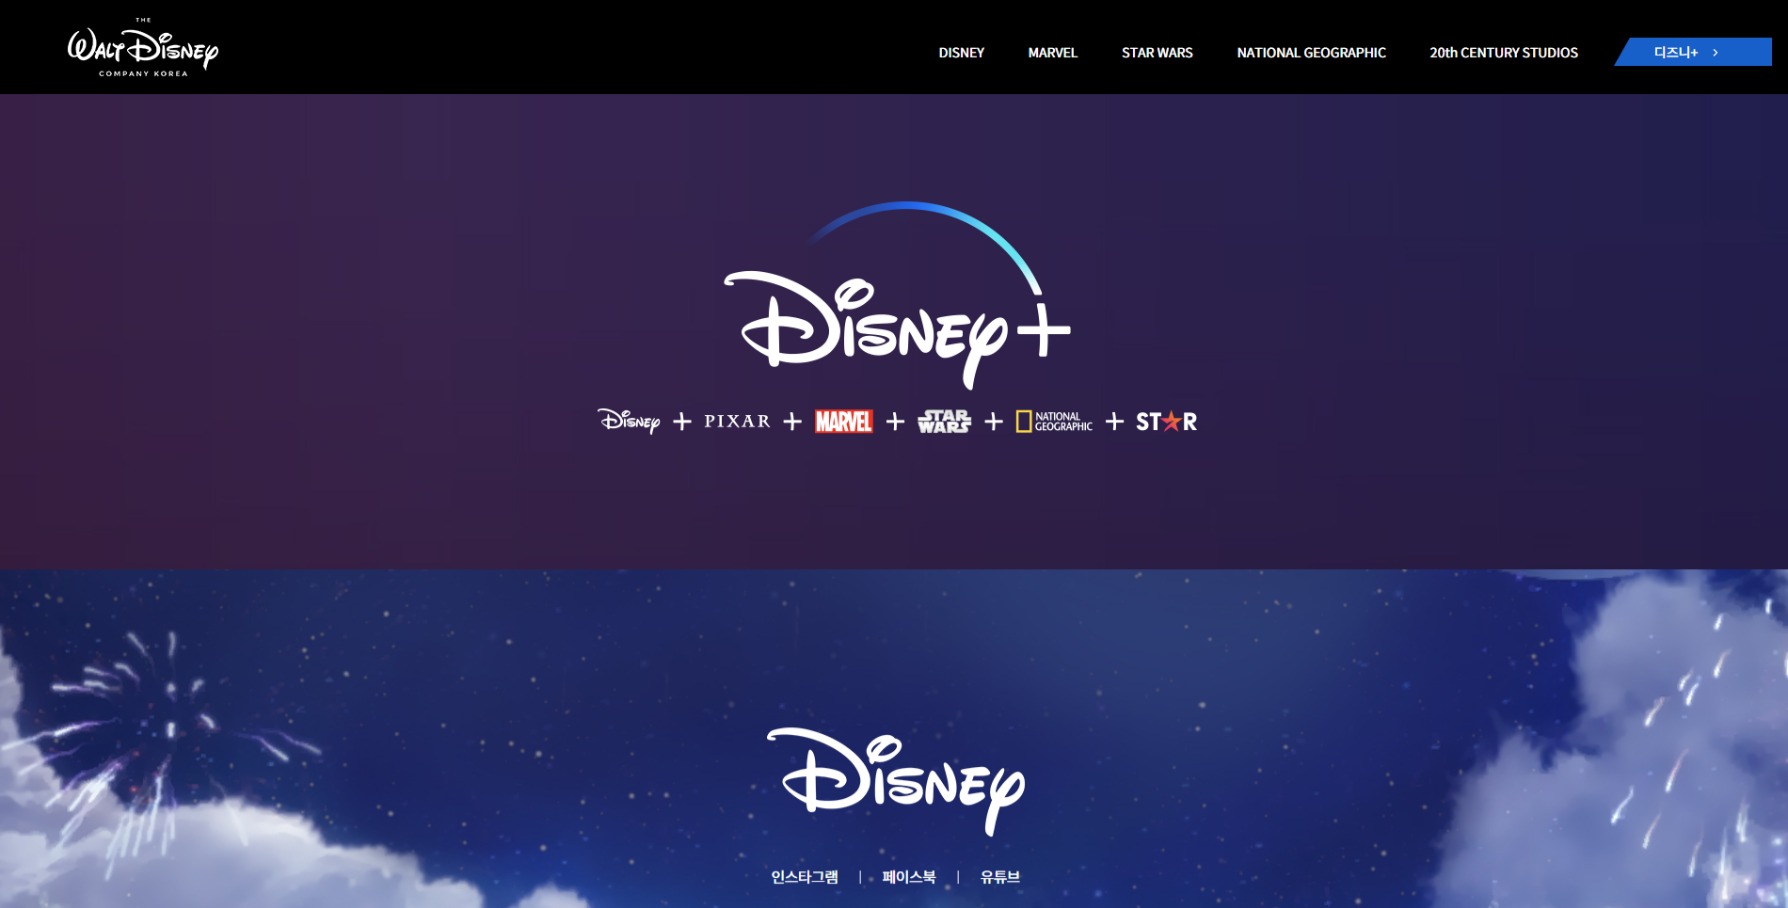 THE
WALT DISNEY
COMPANY KOREA
DISNEY MARVEL STAR WARS NATIONAL GEOGRAPHIC 20th CENTURY STUDIOS 디즈니+ >
DISNEY+
DISNEY + PIXAR + MARVEL + STAR WARS + NATIONAL GEOGRAPHIC + STAR
DISNEY
인스타그램 | 페이스북 | 유튜브